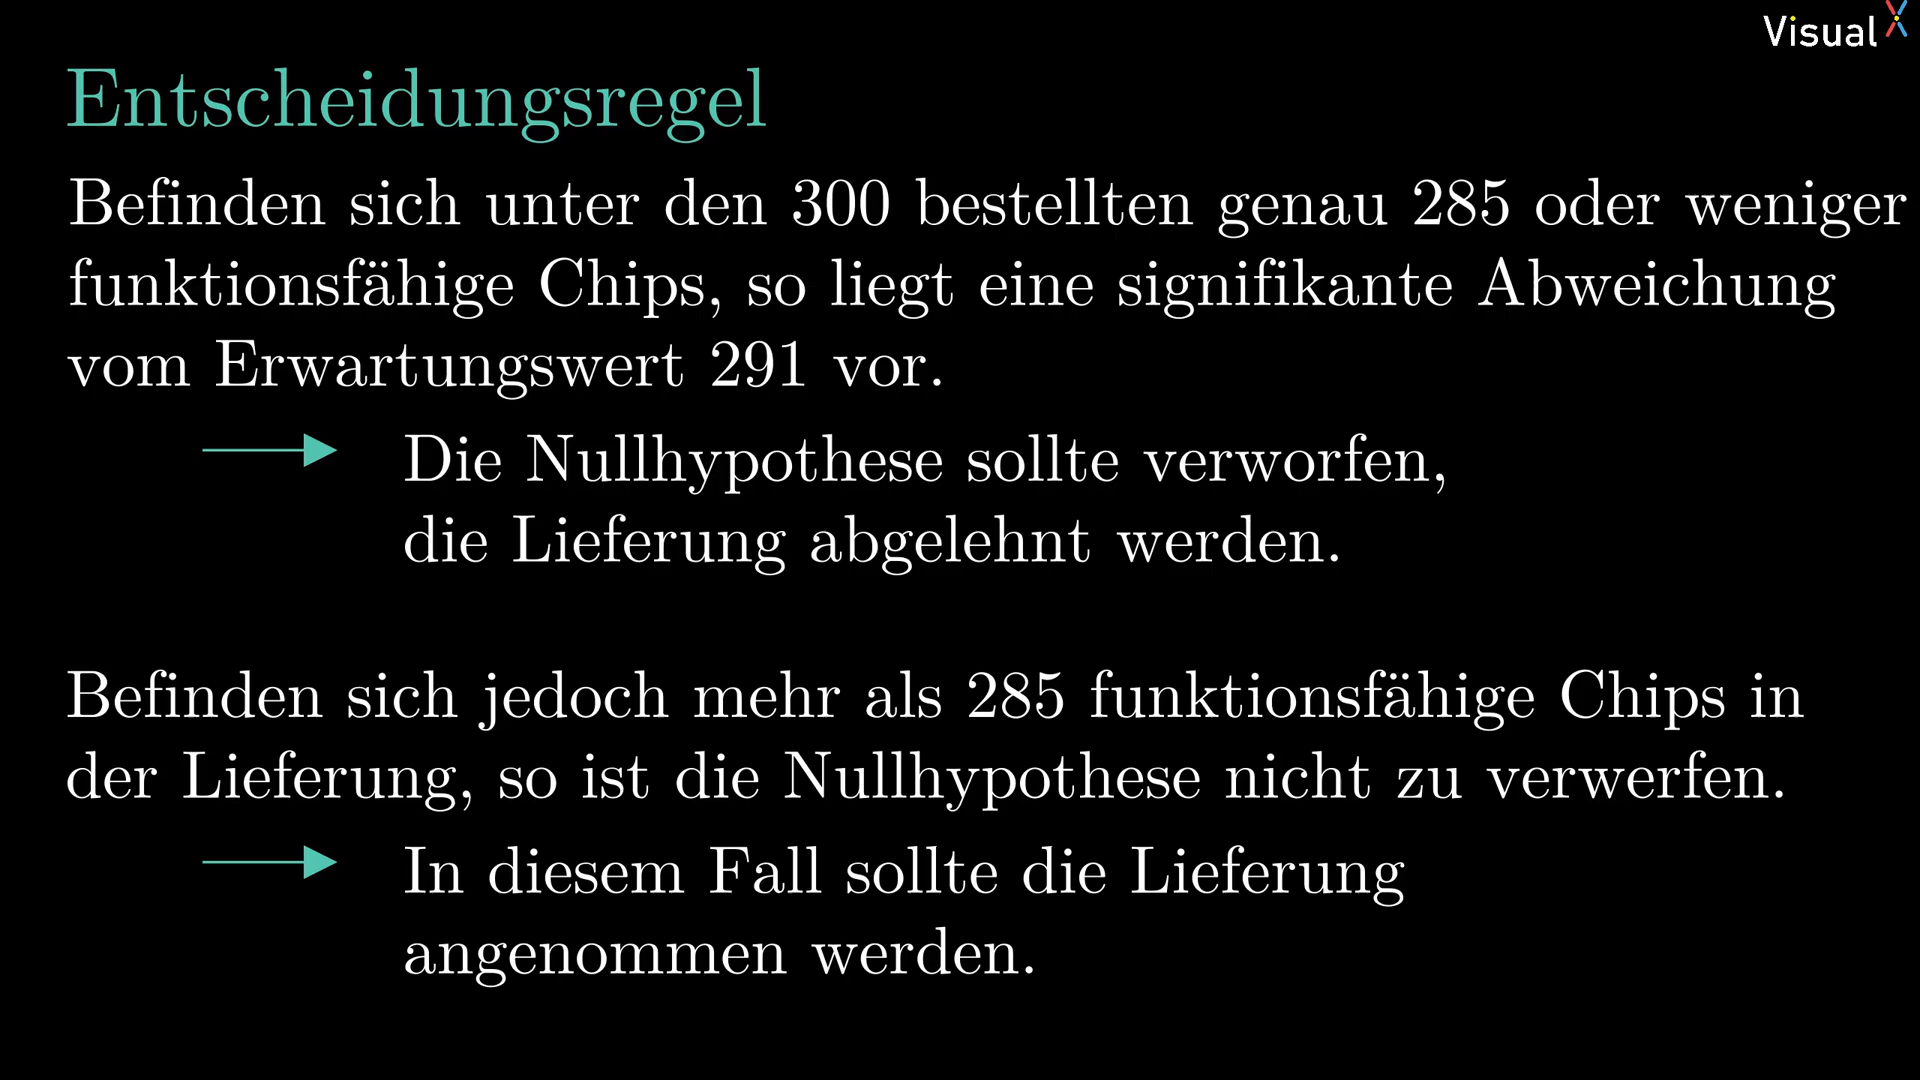 VisualX
Entscheidungsregel
Befinden sich unter den 300 bestellten genau 285 oder weniger
funktionsfähige Chips, so liegt eine signifikante Abweichung
vom Erwartungswert 291 vor.
Die Nullhypothese sollte verworfen,
die Lieferung abgelehnt werden.
Befinden sich jedoch mehr als 285 funktionsfähige Chips in
der Lieferung, so ist die Nullhypothese nicht zu verwerfen.
In diesem Fall sollte die Lieferung
angenommen werden.